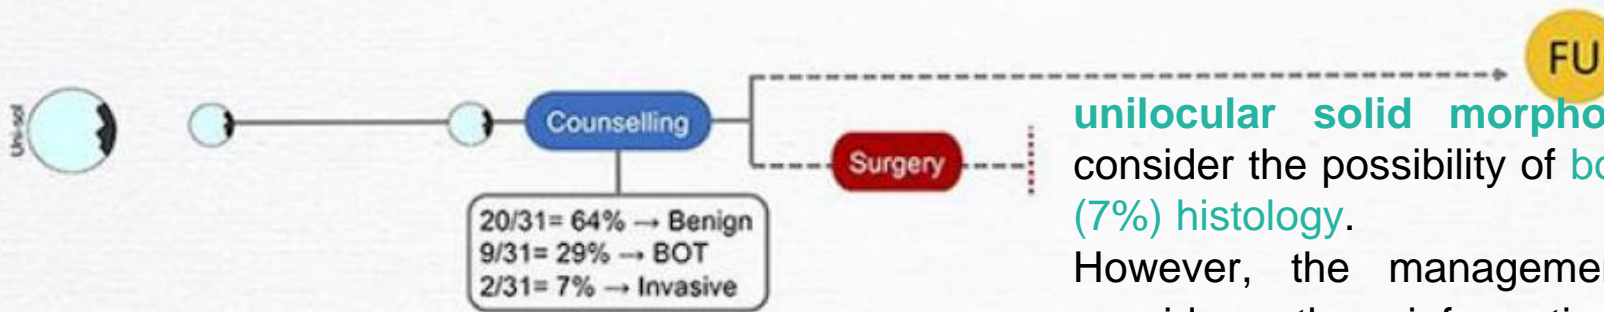 Uni-sol
Counselling
Surgery
FU
20/31= 64% → Benign
9/31= 29% → BOT
2/31= 7% → Invasive
unilocular solid
consider the possibility of
(7%) histology.
However, the